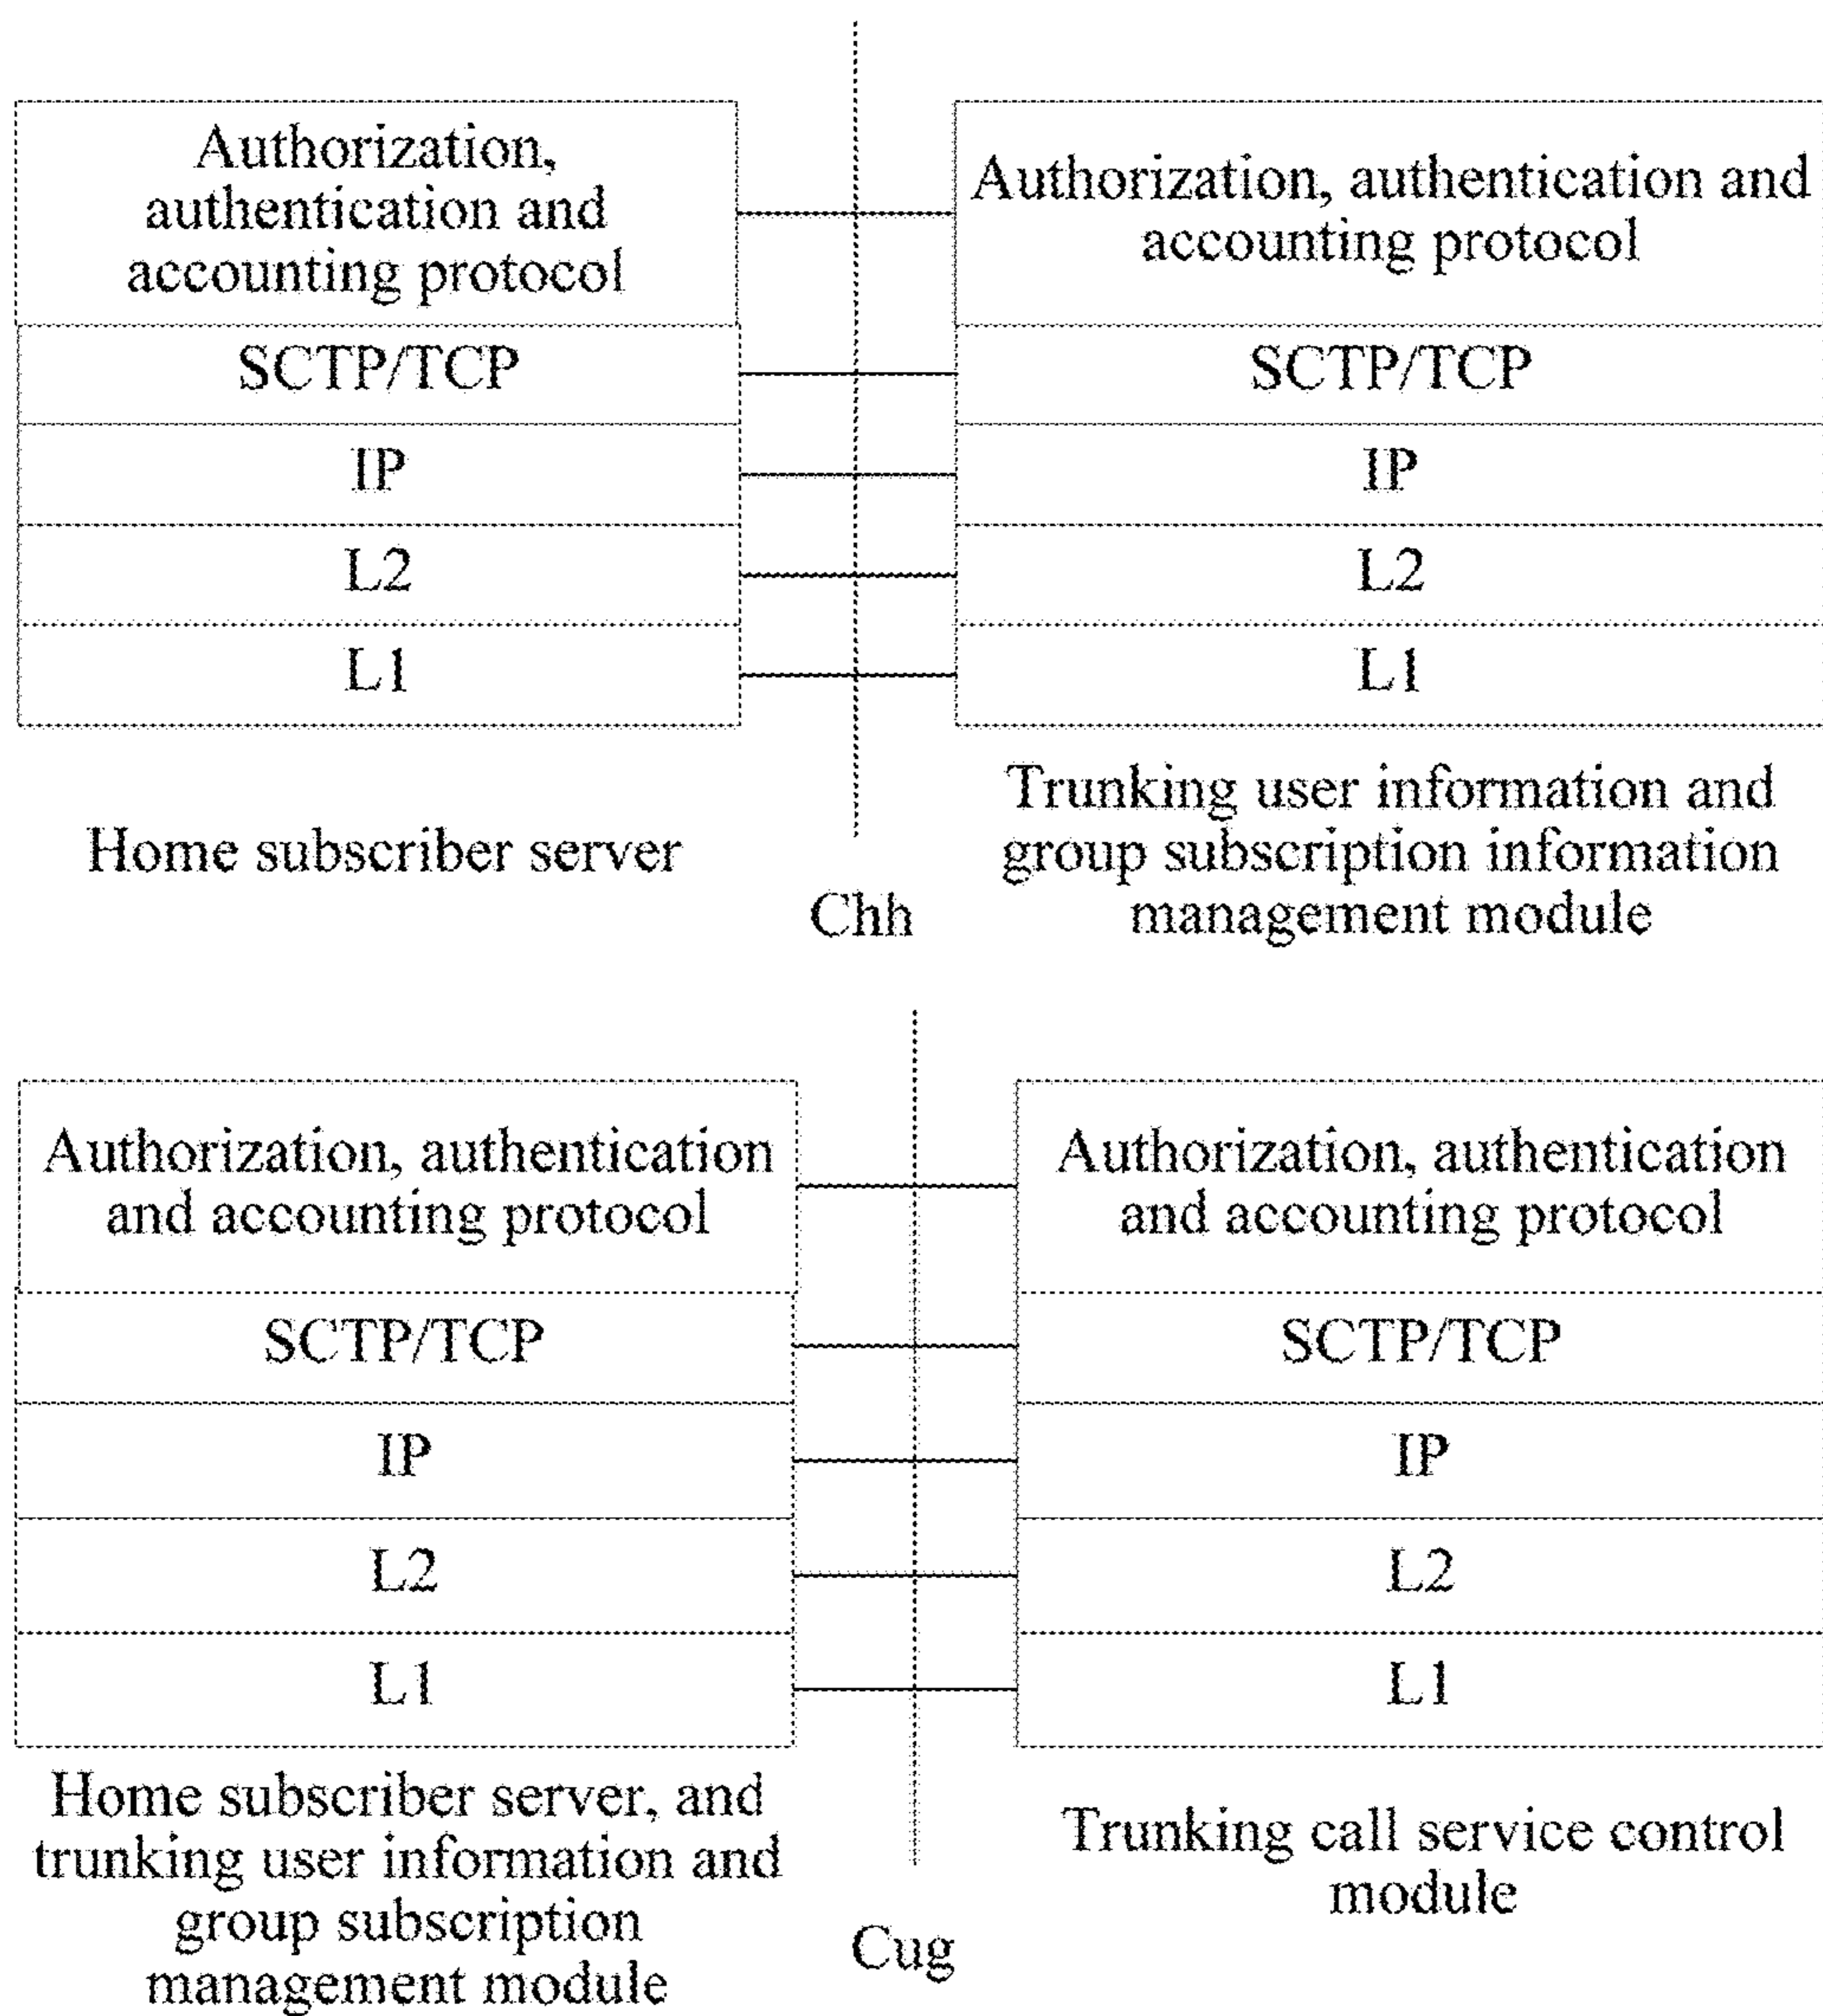 Authorization,
authentication and
accounting protocol
SCTP/TCP
IP
L2
L1
Home subscriber server
Authorization, authentication and
accounting protocol
SCTP/TCP
IP
L2
L1
Trunking user information and
group subscription information
management module
Chh
Authorization, authentication
and accounting protocol
SCTP/TCP
IP
L2
L1
Home subscriber server, and
trunking user information and
group subscription
management module
Authorization, authentication
and accounting protocol
SCTP/TCP
IP
L2
L1
Trunking call service control
module
Cug